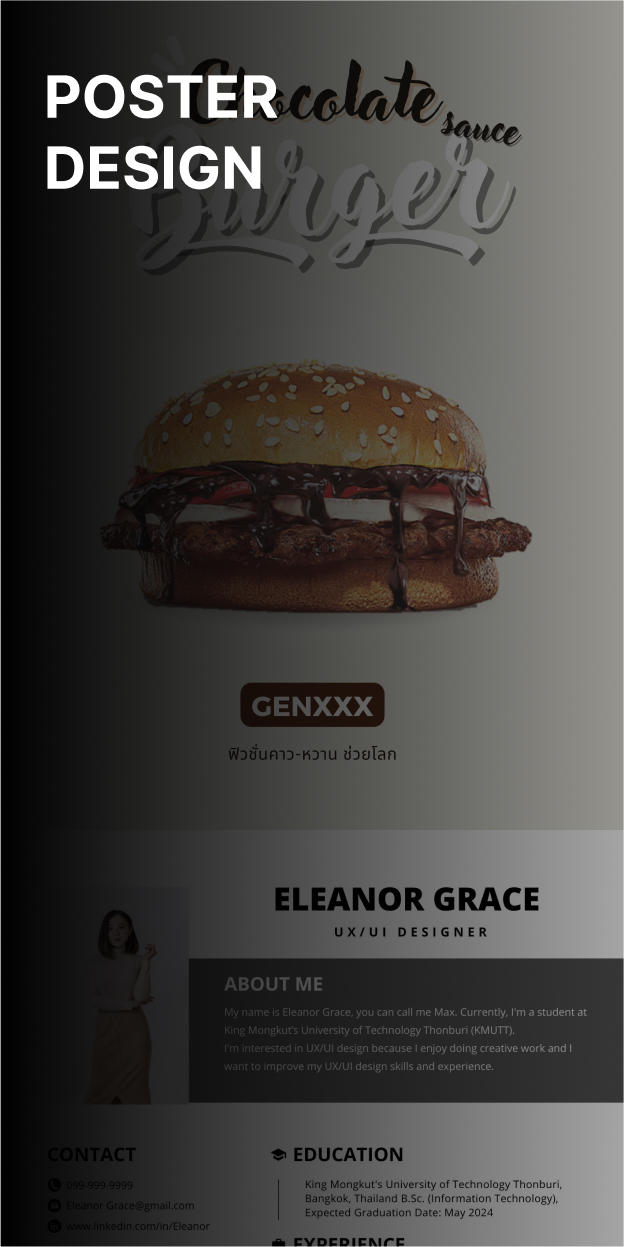 POSTER
DESIGN
Chocolate
sauce
Burger
GENXXX
ฟิวชั่นคาว-หวาน ช่วยโลก
ELEANOR GRACE
UX/UI DESIGNER
ABOUT ME
My name is Eleanor Grace, you can call me Max. Currently, I'm a student at
King Mongkut's University of Technology Thonburi (KMUTT).
I'm interested in UX/UI design because I enjoy doing creative work and I
want to improve my UX/UI design skills and experience.
CONTACT
099-999-9999
Eleanor Grace@gmail.com
www.linkedin.com/in/Eleanor
EDUCATION
King Mongkut's University of Technology Thonburi,
Bangkok, Thailand B.Sc. (Information Technology),
Expected Graduation Date: May 2024
EXPERIENCE